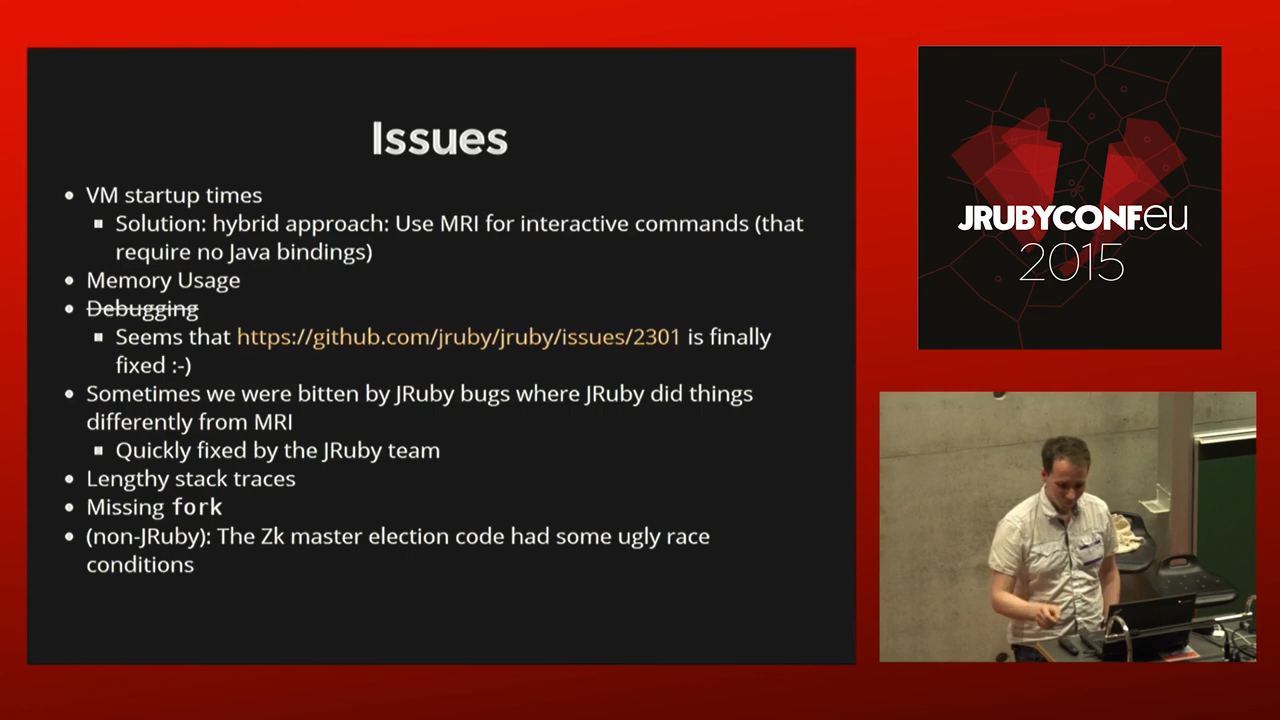 Issues
• VM startup times
▪ Solution: hybrid approach: Use MRI for interactive commands (that
require no Java bindings)
• Memory Usage
• Debugging
▪ Seems that https://github.com/jruby/jruby/issues/2301 is finally
fixed :-)
• Sometimes we were bitten by JRuby bugs where JRuby did things
differently from MRI
▪ Quickly fixed by the JRuby team
• Lengthy stack traces
• Missing fork
• (non-JRuby): The Zk master election code had some ugly race
conditions
JRUBYCONF.eu
2015